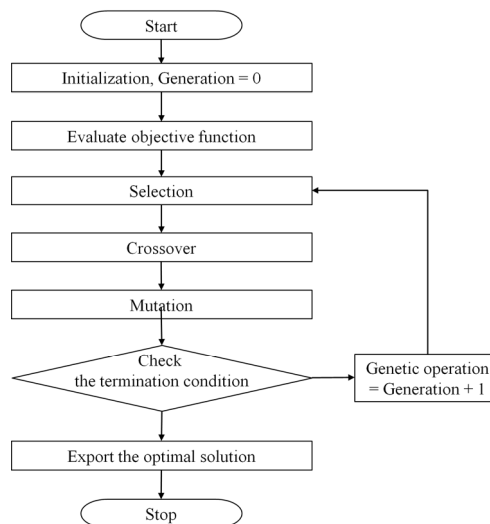 Start
Initialization, Generation = 0
Evaluate objective function
Selection
Crossover
Mutation
Check
the termination condition
Genetic operation
= Generation + 1
Export the optimal solution
Stop